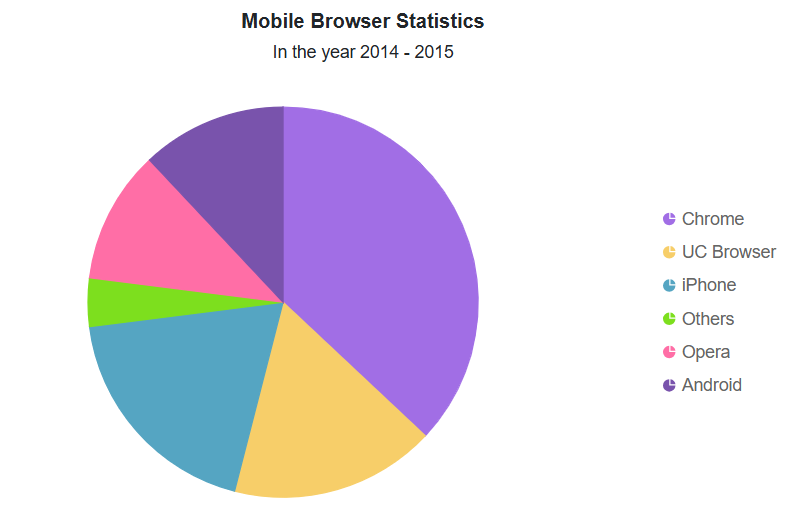 Mobile Browser Statistics
In the year 2014 - 2015
Chrome
UC Browser
iPhone
Others
Opera
Android